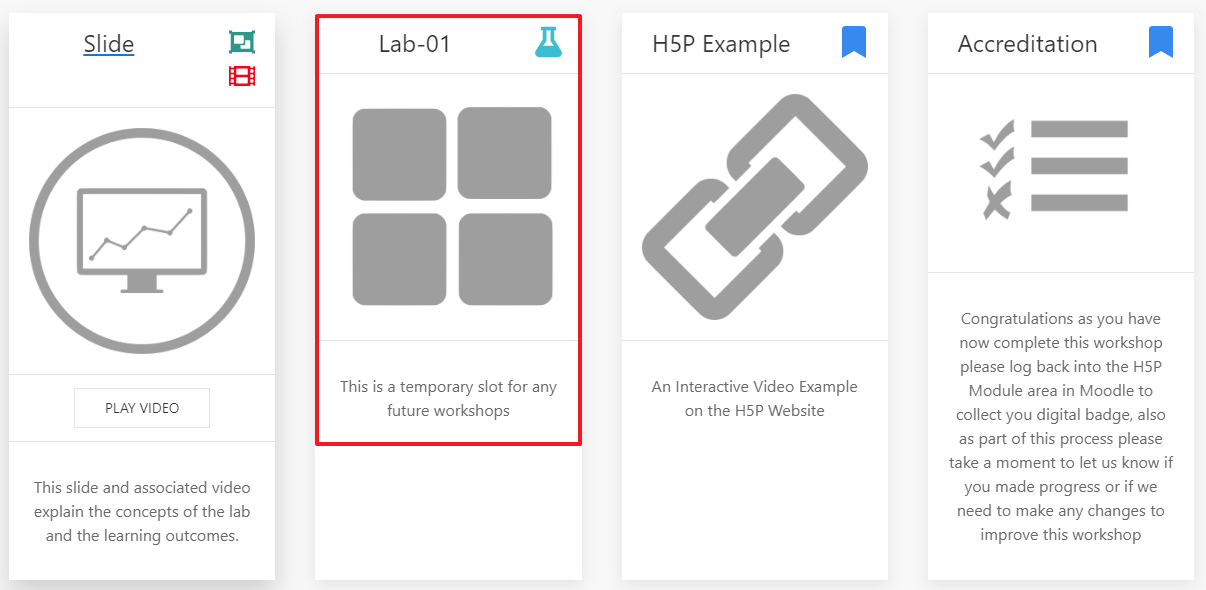 Slide
PLAY VIDEO
This slide and associated video
explain the concepts of the lab
and the learning outcomes.
Lab-01
This is a temporary slot for any
future workshops
H5P Example
An Interactive Video Example
on the H5P Website
Accreditation
Congratulations as you have
now complete this workshop
please log back into the H5P
Module area in Moodle to
collect you digital badge, also
as part of this process please
take a moment to let us know if
you made progress or if we
need to make any changes to
improve this workshop